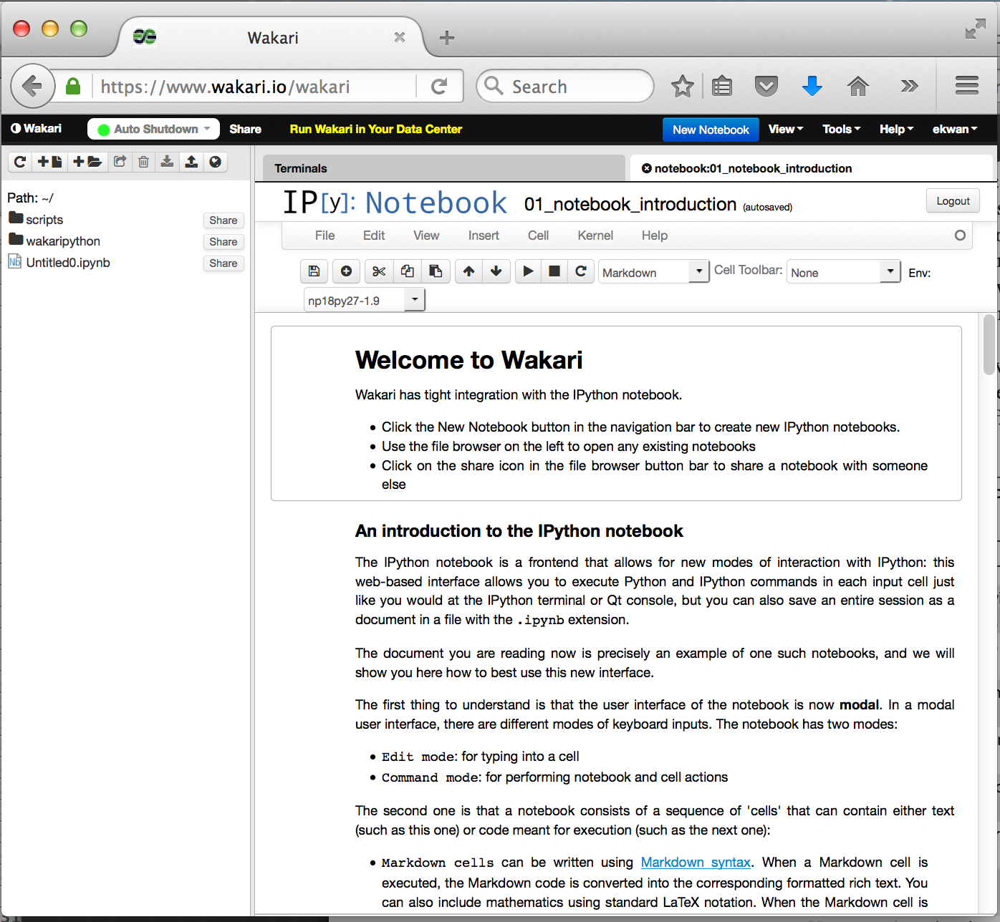 Wakari
https://www.wakari.io/wakari
Search
Wakari
Auto Shutdown
Share
Run Wakari in Your Data Center
New Notebook
View
Tools
Help
ekwan
Path: ~/
scripts
Share
wakaripython
Share
Untitled0.ipynb
Share
Terminals
notebook:01_notebook_introduction
IP[y]: Notebook
01_notebook_introduction (autosaved)
Logout
File
Edit
View
Insert
Cell
Kernel
Help
Markdown
Cell Toolbar:
None
Env:
np18py27-1.9
Welcome to Wakari
Wakari has tight integration with the IPython notebook.
• Click the New Notebook button in the navigation bar to create new IPython notebooks.
• Use the file browser on the left to open any existing notebooks
• Click on the share icon in the file browser button bar to share a notebook with someone
else
An introduction to the IPython notebook
The IPython notebook is a frontend that allows for new modes of interaction with IPython: this
web-based interface allows you to execute Python and IPython commands in each input cell just
like you would at the IPython terminal or Qt console, but you can also save an entire session as a
document in a file with the .ipynb extension.
The document you are reading now is precisely an example of one such notebooks, and we will
show you here how to best use this new interface.
The first thing to understand is that the user interface of the notebook is now modal. In a modal
user interface, there are different modes of keyboard inputs. The notebook has two modes:
• Edit mode: for typing into a cell
• Command mode: for performing notebook and cell actions
The second one is that a notebook consists of a sequence of 'cells' that can contain either text
(such as this one) or code meant for execution (such as the next one):
• Markdown cells can be written using Markdown syntax. When a Markdown cell is
executed, the Markdown code is converted into the corresponding formatted rich text. You
can also include mathematics using standard LaTeX notation. When the Markdown cell is